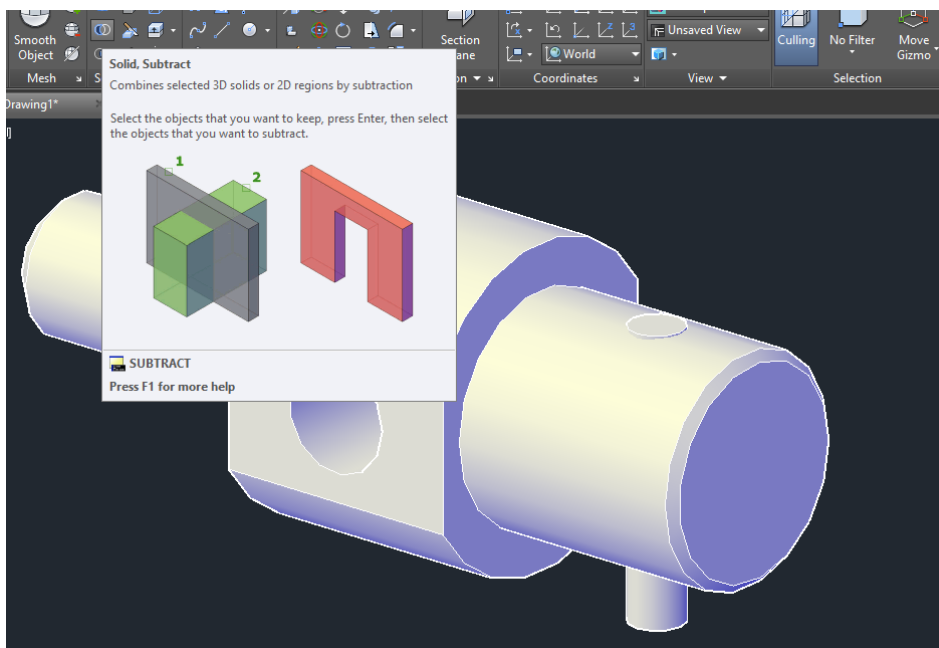 Smooth
Object
Section
World
Unsaved View
Culling
No Filter
Move
Gizmo
Mesh
Coordinates
View
Selection
Drawing1*
Solid, Subtract
Combines selected 3D solids or 2D regions by subtraction
Select the objects that you want to keep, press Enter, then select
the objects that you want to subtract.
1
2
SUBTRACT
Press F1 for more help